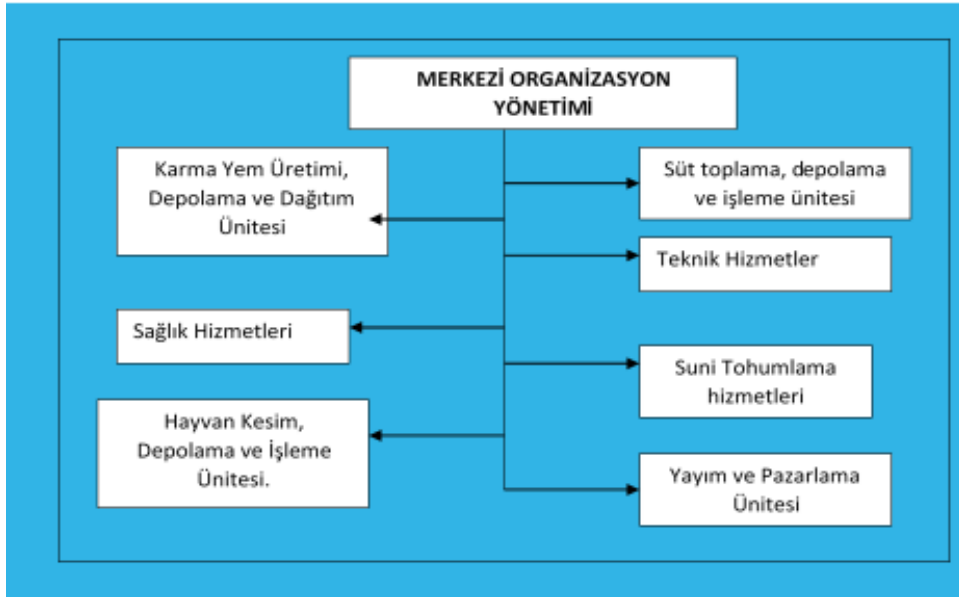 MERKEZİ ORGANİZASYON
YÖNETİMİ
Karma Yem Üretimi,
Depolama ve Dağıtım
Ünitesi
Süt toplama, depolama
ve işleme ünitesi
Teknik Hizmetler
Sağlık Hizmetleri
Suni Tohumlama
hizmetleri
Hayvan Kesim,
Depolama ve İşleme
Ünitesi.
Yayım ve Pazarlama
Ünitesi